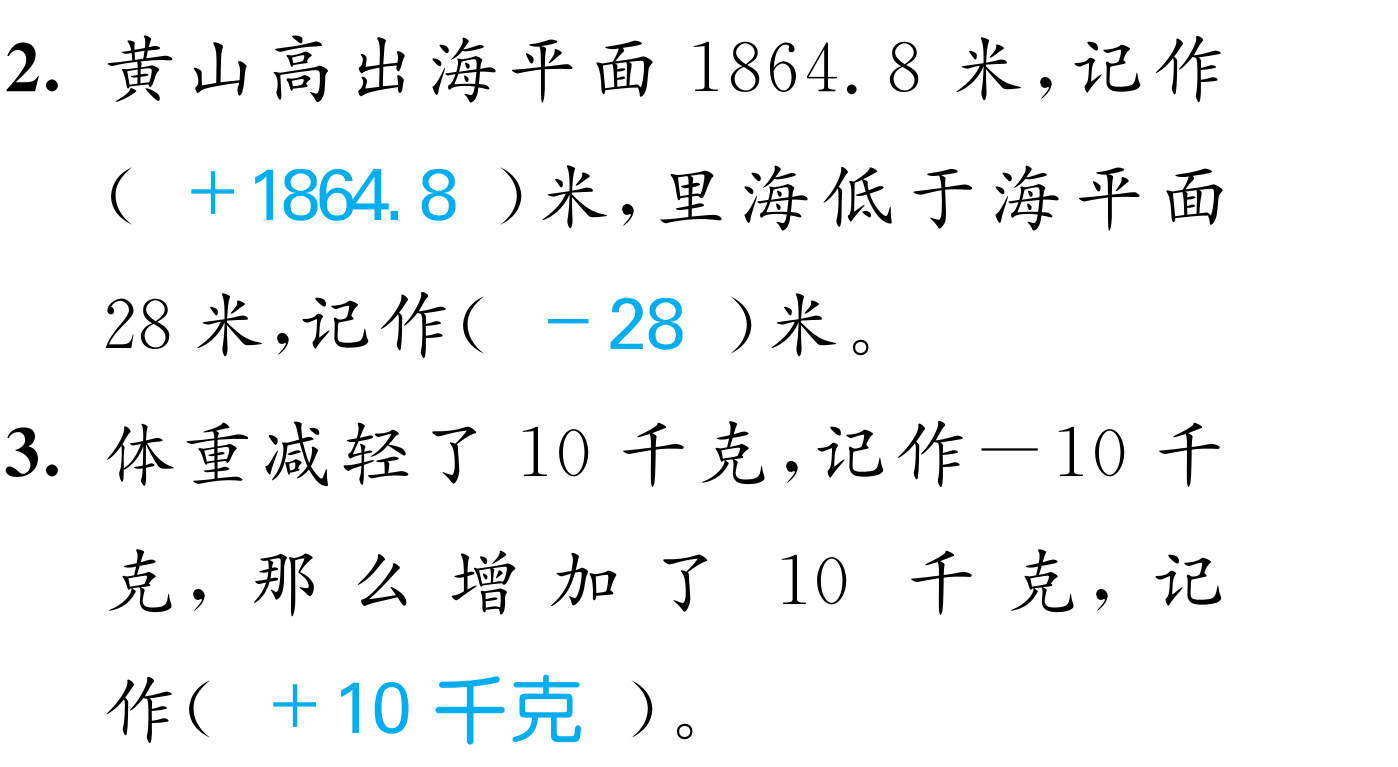 2. 黄山高出海平面 1864.8 米,记作
( +1864.8 )米,里海低于海平面
28 米,记作( -28 )米。
3. 体重减轻了 10 千克,记作-10 千
克,那么增加了 10 千克,记
作( +10 千克 )。